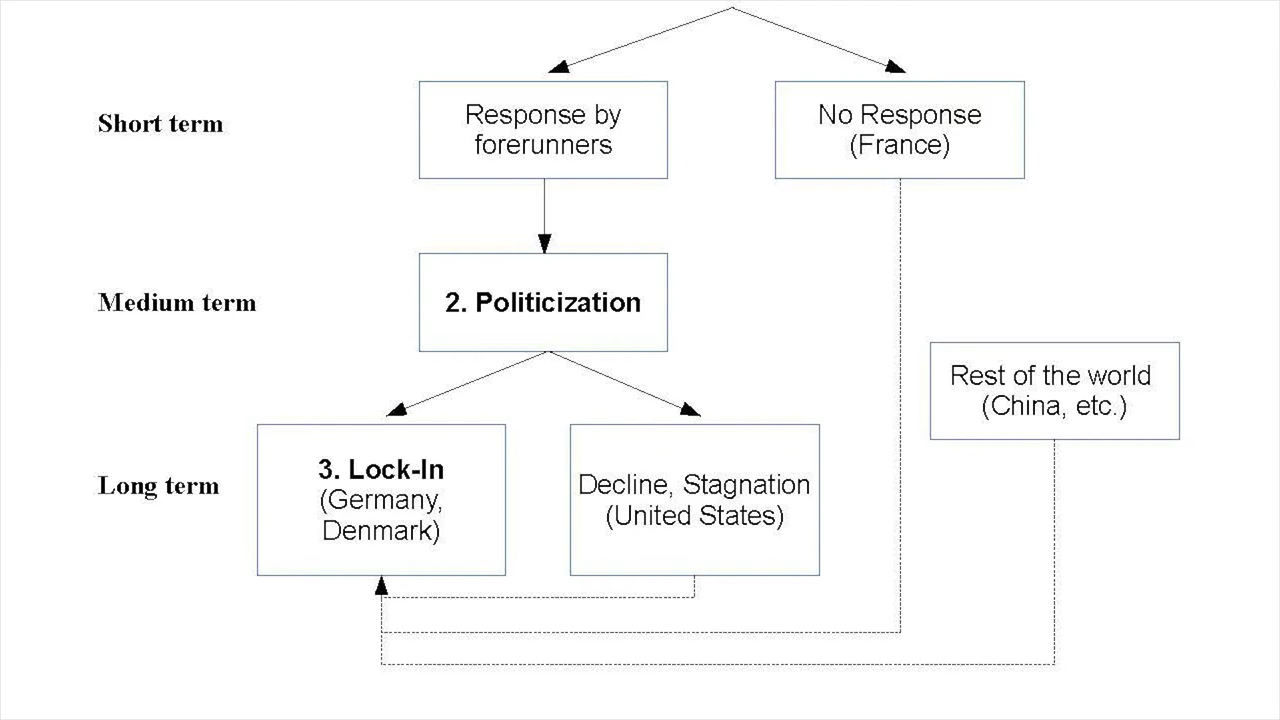 Short term
Response by
forerunners
No Response
(France)
Medium term
2. Politicization
Rest of the world
(China, etc.)
Long term
3. Lock-In
(Germany,
Denmark)
Decline, Stagnation
(United States)